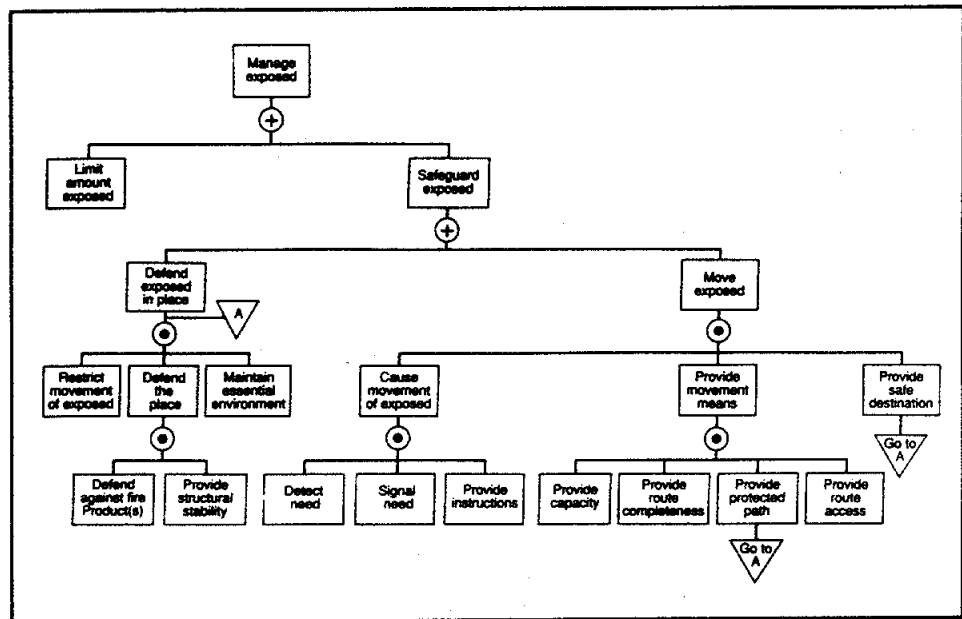 Manage
exposed
Limit
amount
exposed
Safeguard
exposed
Defend
exposed
in place
Move
exposed
A
Restrict
movement
of exposed
Defend
the
place
Maintain
essential
environment
Cause
movement
of exposed
Provide
movement
means
Provide
safe
destination
Go to
A
Defend
against fire
Product(s)
Provide
structural
stability
Detect
need
Signal
need
Provide
instructions
Provide
capacity
Provide
route
completeness
Provide
protected
path
Provide
route
access
Go to
A